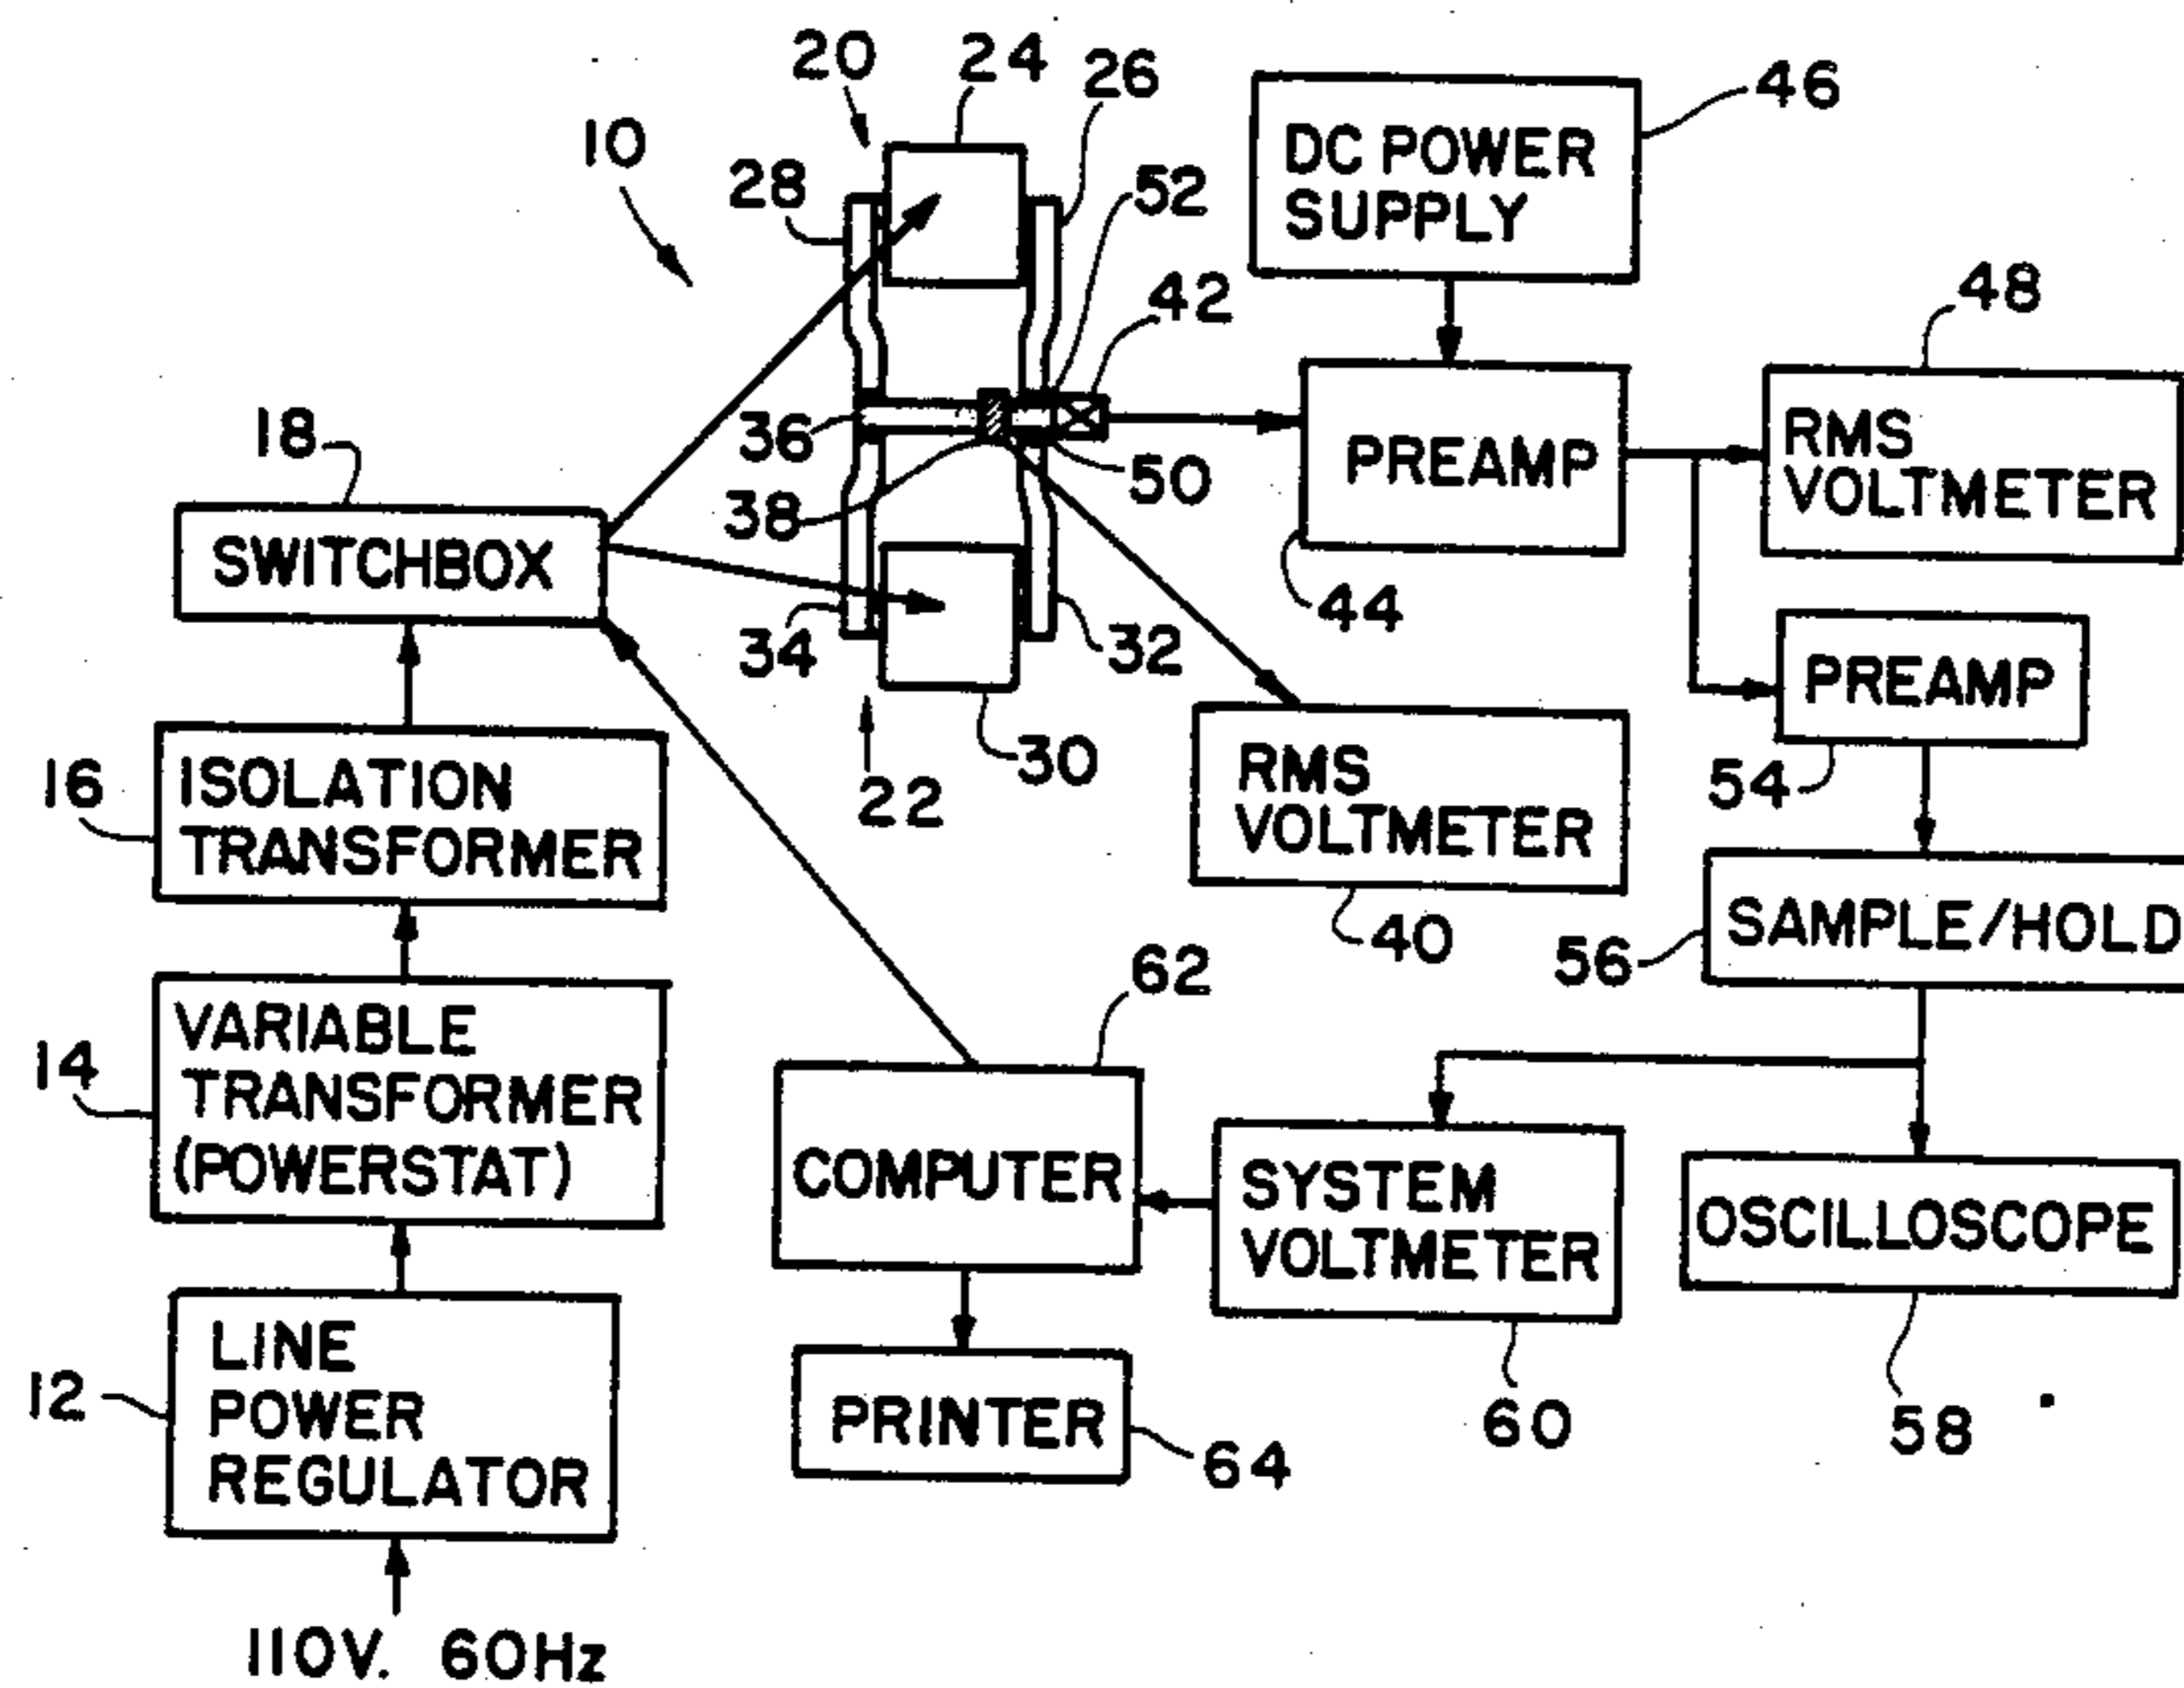 20
24
26
46
10
28
52
DC POWER
SUPPLY
42
48
18
36
38
50
PREAMP
RMS
VOLTMETER
SWITCHBOX
34
32
44
PREAMP
16
ISOLATION
TRANSFORMER
22
30
RMS
VOLTMETER
54
40
56
SAMPLE/HOLD
14
VARIABLE
TRANSFORMER
(POWERSTAT)
62
COMPUTER
SYSTEM
VOLTMETER
OSCILLOSCOPE
12
LINE
POWER
REGULATOR
PRINTER
64
60
58
110V. 60Hz